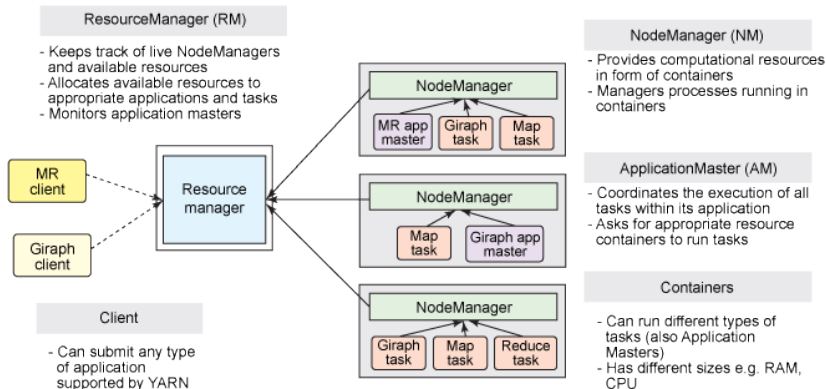 ResourceManager (RM)
- Keeps track of live NodeManagers
and available resources
- Allocates available resources to
appropriate applications and tasks
- Monitors application masters
MR
client
Giraph
client
Resource
manager
Client
- Can submit any type
of application
supported by YARN
NodeManager
MR app
master
Giraph
task
Map
task
NodeManager
Map
task
Giraph app
master
NodeManager
Giraph
task
Map
task
Reduce
task
NodeManager (NM)
- Provides computational resources
in form of containers
- Managers processes running in
containers
ApplicationMaster (AM)
- Coordinates the execution of all
tasks within its application
- Asks for appropriate resource
containers to run tasks
Containers
- Can run different types of
tasks (also Application
Masters)
- Has different sizes e.g. RAM,
CPU